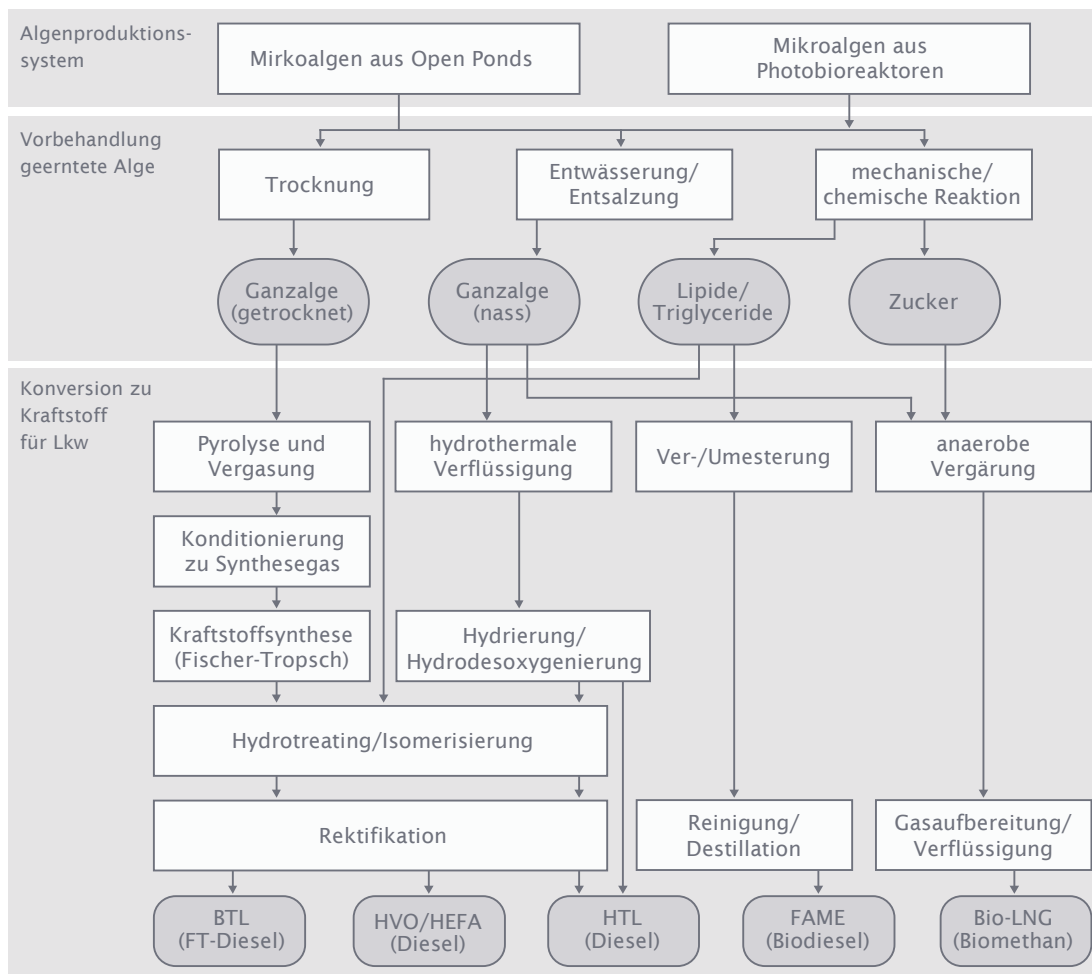 Algenproduktions-
system
Mirkoalgen aus Open Ponds
Mikroalgen aus
Photobioreaktoren
Vorbehandlung
geerntete Alge
Trocknung
Entwässerung/
Entsalzung
mechanische/
chemische Reaktion
Ganzalge
(getrocknet)
Ganzalge
(nass)
Lipide/
Triglyceride
Zucker
Konversion zu
Kraftstoff
für Lkw
Pyrolyse und
Vergasung
hydrothermale
Verflüssigung
Ver-/Umesterung
anaerobe
Vergärung
Konditionierung
zu Synthesegas
Kraftstoffsynthese
(Fischer-Tropsch)
Hydrierung/
Hydrodesoxygenierung
Hydrotreating/Isomerisierung
Rektifikation
Reinigung/
Destillation
Gasaufbereitung/
Verflüssigung
BTL
(FT-Diesel)
HVO/HEFA
(Diesel)
HTL
(Diesel)
FAME
(Biodiesel)
Bio-LNG
(Biomethan)